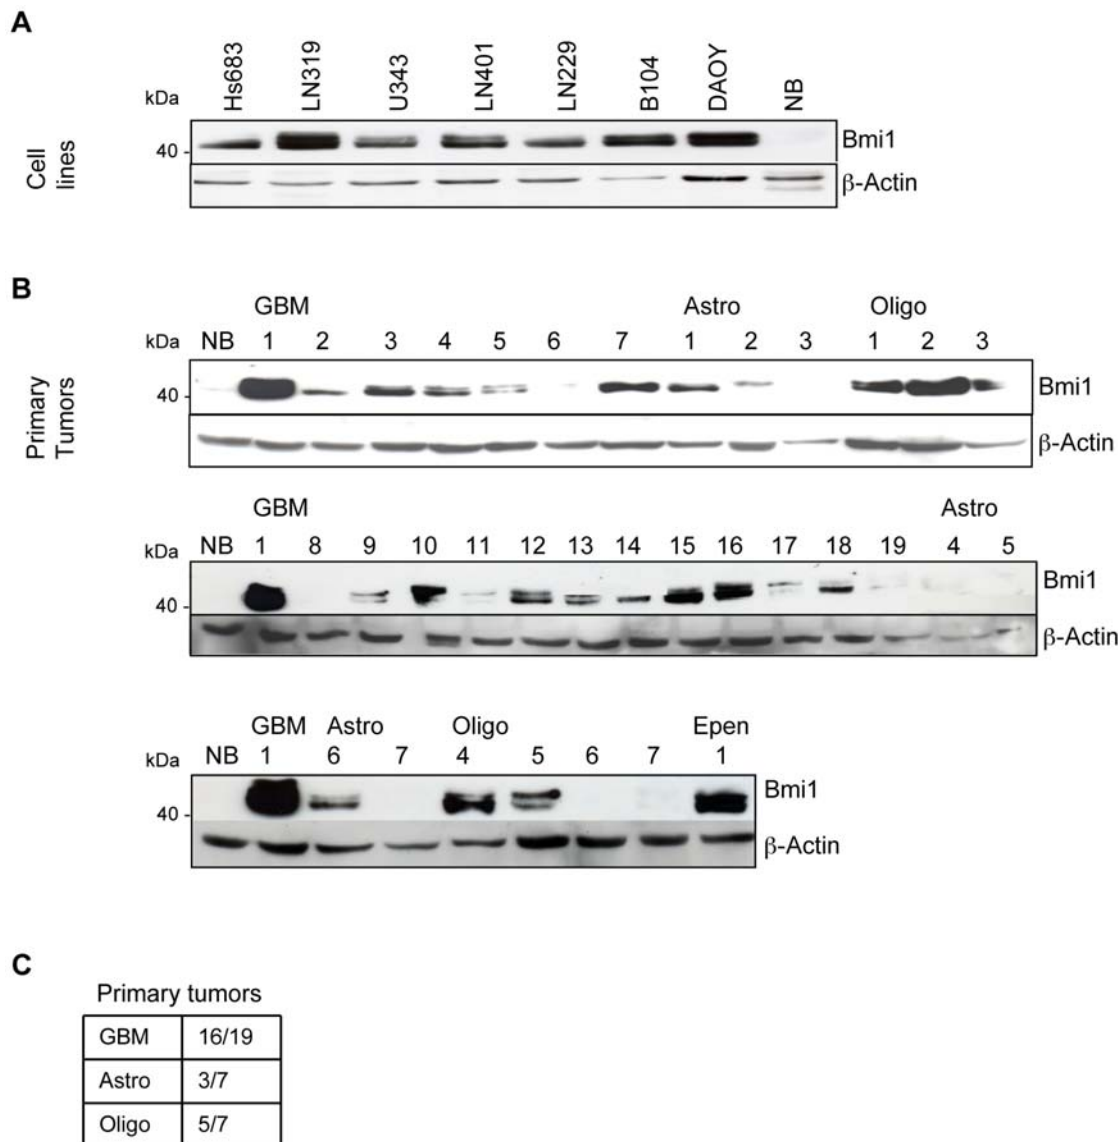 A
kDa
Hs683
LN319
U343
LN401
LN229
B104
DAOY
NB
Cell
lines
40
Bmi1
β-Actin
B
Primary
Tumors
GBM Astro Oligo
kDa NB 1 2 3 4 5 6 7 1 2 3 1 2 3
40
Bmi1
β-Actin
GBM Astro
kDa NB 1 8 9 10 11 12 13 14 15 16 17 18 19 4 5
40
Bmi1
β-Actin
GBM Astro Oligo Epen
kDa NB 1 6 7 4 5 6 7 1
40
Bmi1
β-Actin
C
Primary tumors
GBM 16/19
Astro 3/7
Oligo 5/7